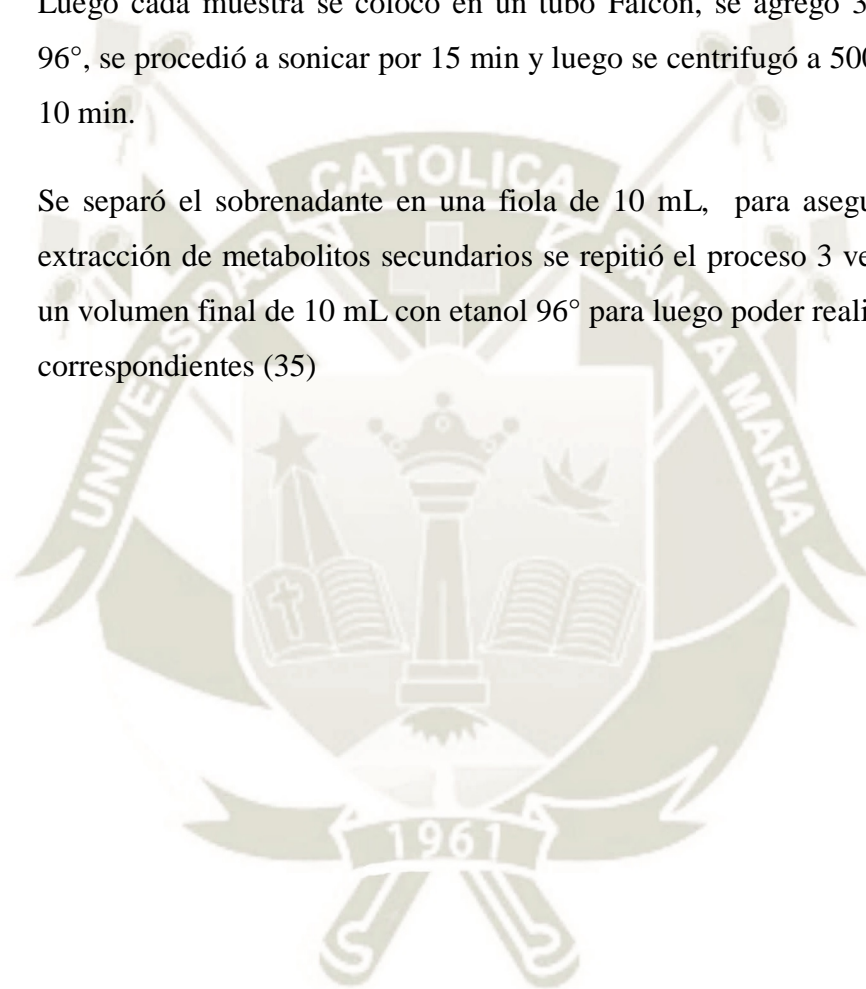 Luego cada muestra se colocó en un tubo Falcon, se agregó 3
96°, se procedió a sonicar por 15 min y luego se centrifugó a 500
10 min.
Se separó el sobrenadante en una fiola de 10 mL, para asegu
extracción de metabolitos secundarios se repitió el proceso 3 ve
un volumen final de 10 mL con etanol 96° para luego poder reali
correspondientes (35)
UNIVERSIDAD CATOLICA SANTA MARIA
1961